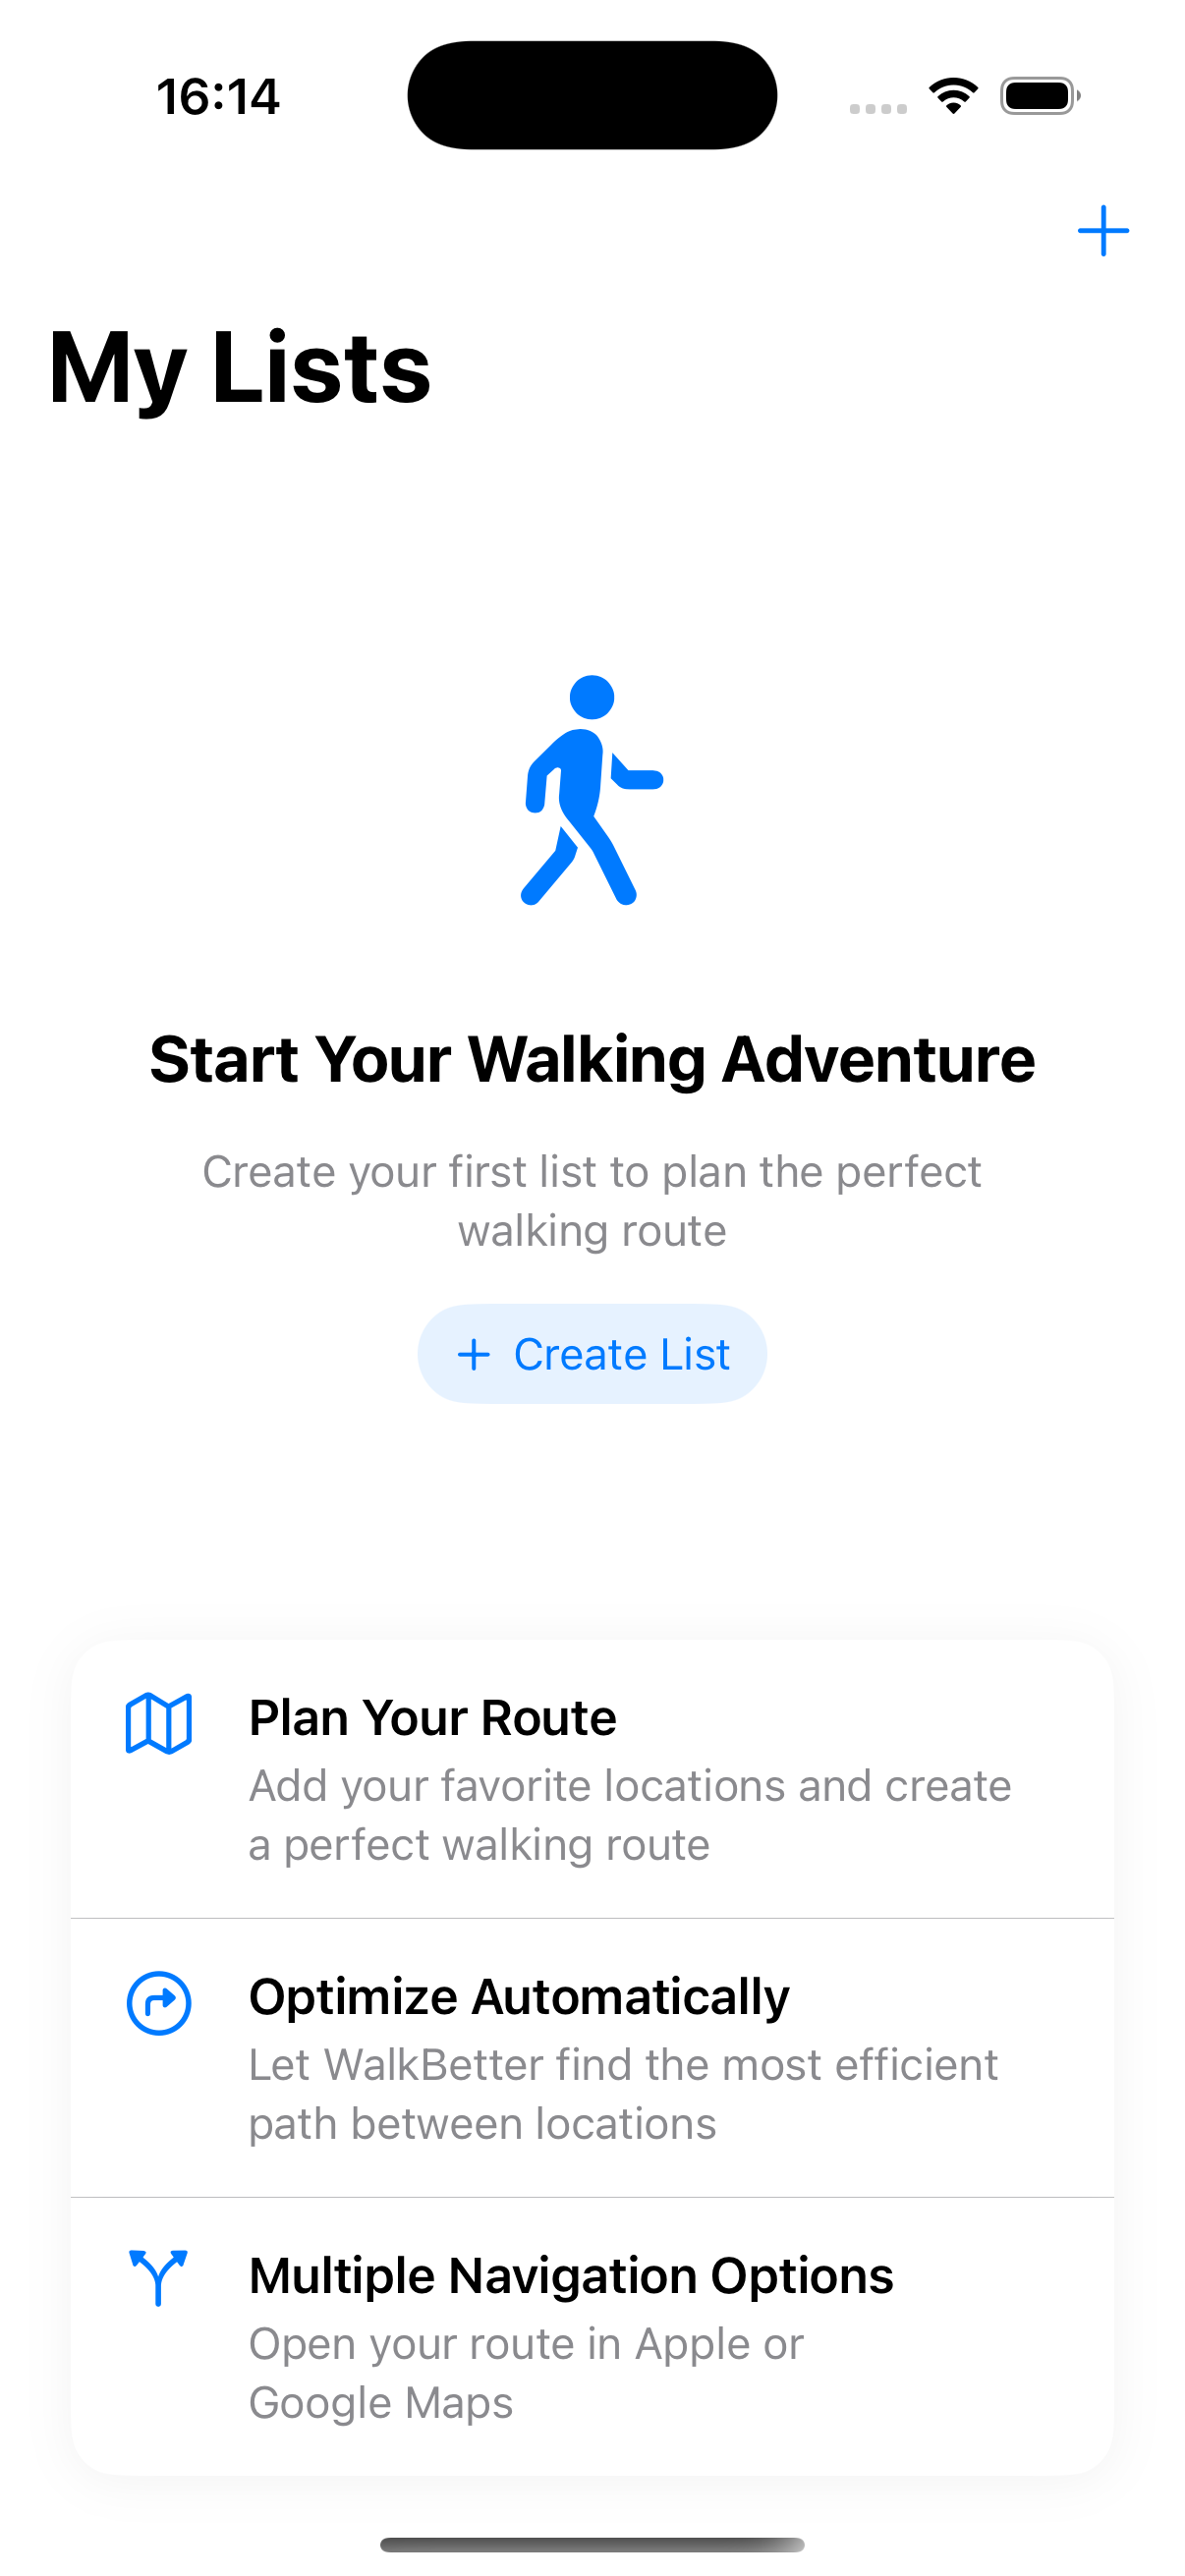 16:14
My Lists
Start Your Walking Adventure
Create your first list to plan the perfect
walking route
+ Create List
Plan Your Route
Add your favorite locations and create
a perfect walking route
Optimize Automatically
Let WalkBetter find the most efficient
path between locations
Multiple Navigation Options
Open your route in Apple or
Google Maps